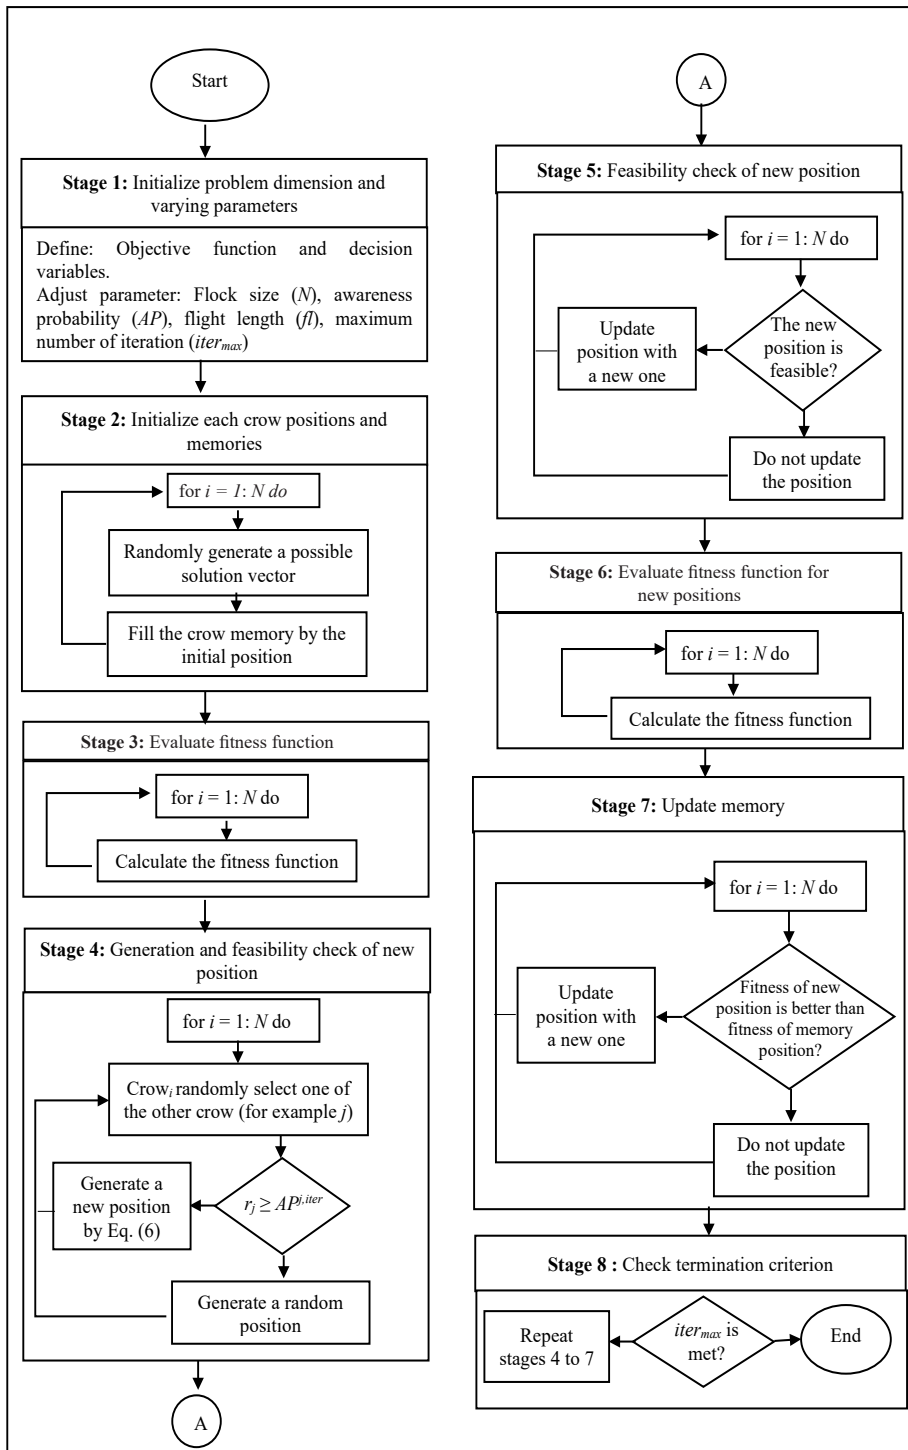 Start
Stage 1: Initialize problem dimension and
varying parameters
Define: Objective function and decision
variables.
Adjust parameter: Flock size (N), awareness
probability (AP), flight length (fl), maximum
number of iteration (iter_max)
Stage 2: Initialize each crow positions and
memories
for i = 1: N do
Randomly generate a possible
solution vector
Fill the crow memory by the
initial position
Stage 3: Evaluate fitness function
for i = 1: N do
Calculate the fitness function
Stage 4: Generation and feasibility check of new
position
for i = 1: N do
Crow_i randomly select one of
the other crow (for example j)
r_j ≥ AP^{j,iter}
Generate a
new position
by Eq. (6)
Generate a random
position
A
A
Stage 5: Feasibility check of new position
for i = 1: N do
The new
position is
feasible?
Update
position with
a new one
Do not update
the position
Stage 6: Evaluate fitness function for
new positions
for i = 1: N do
Calculate the fitness function
Stage 7: Update memory
for i = 1: N do
Fitness of new
position is better than
fitness of memory
position?
Update
position with
a new one
Do not update
the position
Stage 8 : Check termination criterion
Repeat
stages 4 to 7
iter_max is
met?
End